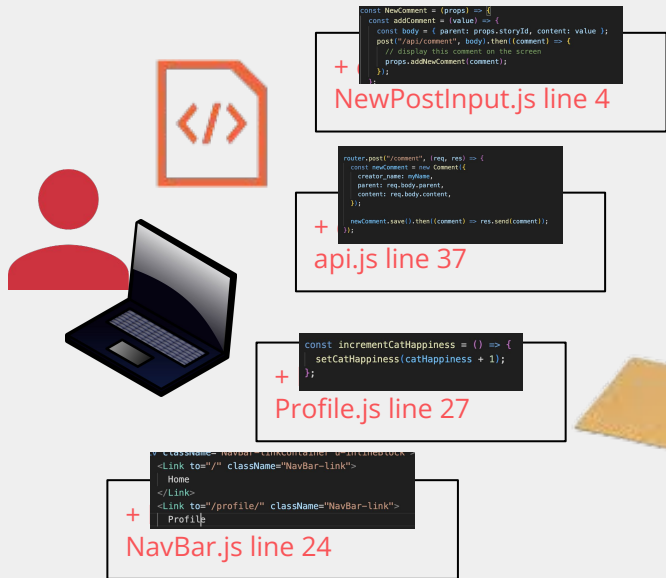 const NewComment = (props) => {
const addComment = (value) => {
const body = { parent: props.storyId, content: value };
post("/api/comment", body).then((comment) => {
// display this comment on the screen
props.addNewComment(comment);
});
};
+
NewPostInput.js line 4
</>
router.post("/comment", (req, res) => {
const newComment = new Comment({
creator_name: myName,
parent: req.body.parent,
content: req.body.content,
});
newComment.save().then((comment) => res.send(comment));
});
+
api.js line 37
const incrementCatHappiness = () => {
setCatHappiness(catHappiness + 1);
};
+
Profile.js line 27
className="NavBar-linkContainer u-inlineBlock">
<Link to="/" className="NavBar-link">
Home
</Link>
<Link to="/profile/" className="NavBar-link">
Profile
+
NavBar.js line 24